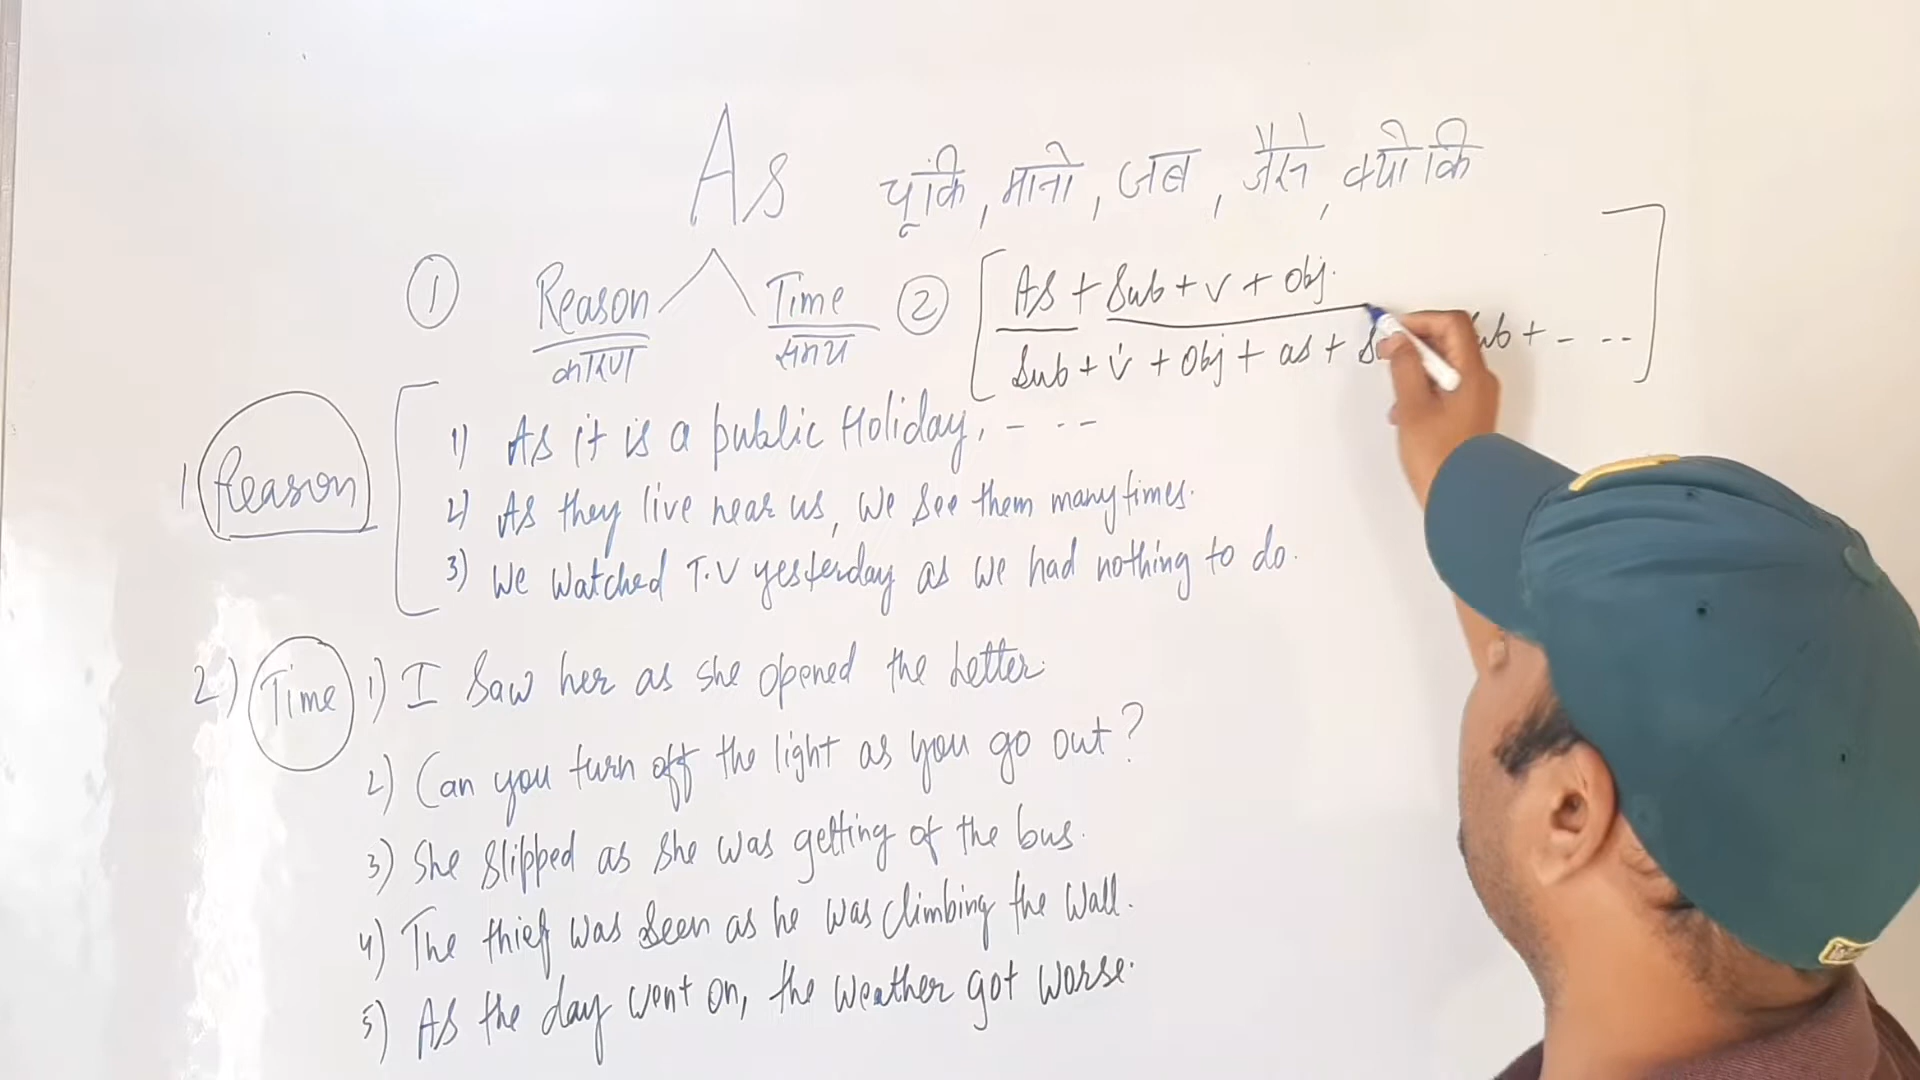 As चूंकि, मानो, जब, जैसे, क्योंकि
① Reason Time ② As + Sub + V + Obj.
कारण समय Sub + V + Obj + as + Sub + - - -
1 Reason
1) As it is a public Holiday, - - -
2) As they live near us, We See them many times.
3) We Watched T.V yesterday as we had nothing to do.
2) Time 1) I Saw her as she opened the Letter.
2) Can you turn off the light as you go out?
3) She Slipped as she was getting of the bus.
4) The thief was Seen as he was climbing the Wall.
5) As the day went on, the weather got worse.